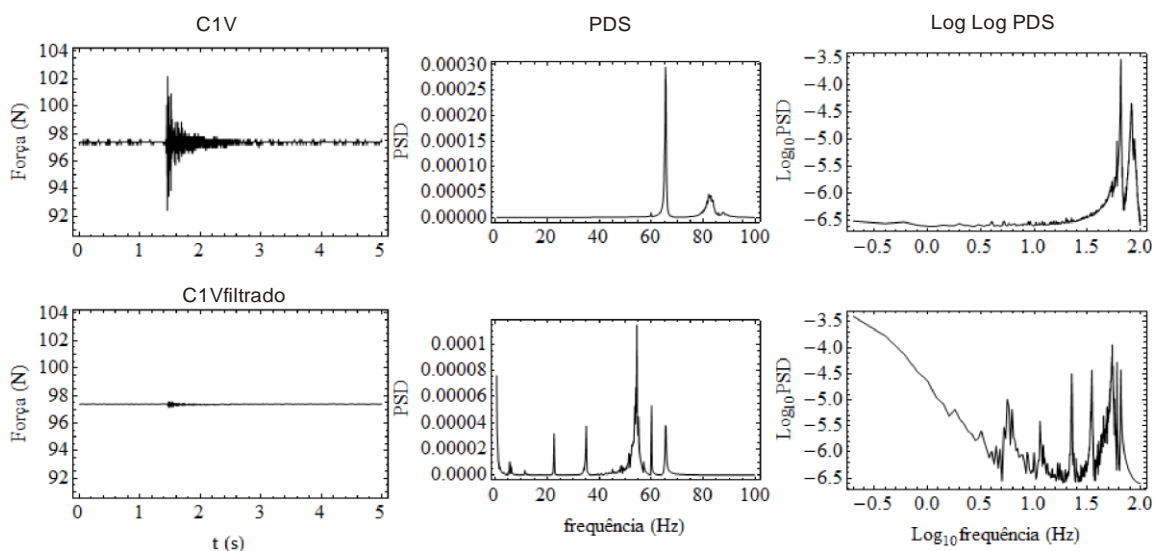 C1V
PDS
Log Log PDS
Força (N)
104
102
100
98
96
94
92
0 1 2 3 4 5
PSD
0.00030
0.00025
0.00020
0.00015
0.00010
0.00005
0.00000
0 20 40 60 80 100
Log10PSD
−3.5
−4.0
−4.5
−5.0
−5.5
−6.0
−6.5
−0.5 0.0 0.5 1.0 1.5 2.0
C1Vfiltrado
Força (N)
104
102
100
98
96
94
92
0 1 2 3 4 5
t (s)
PSD
0.0001
0.00008
0.00006
0.00004
0.00002
0.0000
0 20 40 60 80 100
frequência (Hz)
Log10PSD
−3.5
−4.0
−4.5
−5.0
−5.5
−6.0
−6.5
−0.5 0.0 0.5 1.0 1.5 2.0
Log10frequência (Hz)